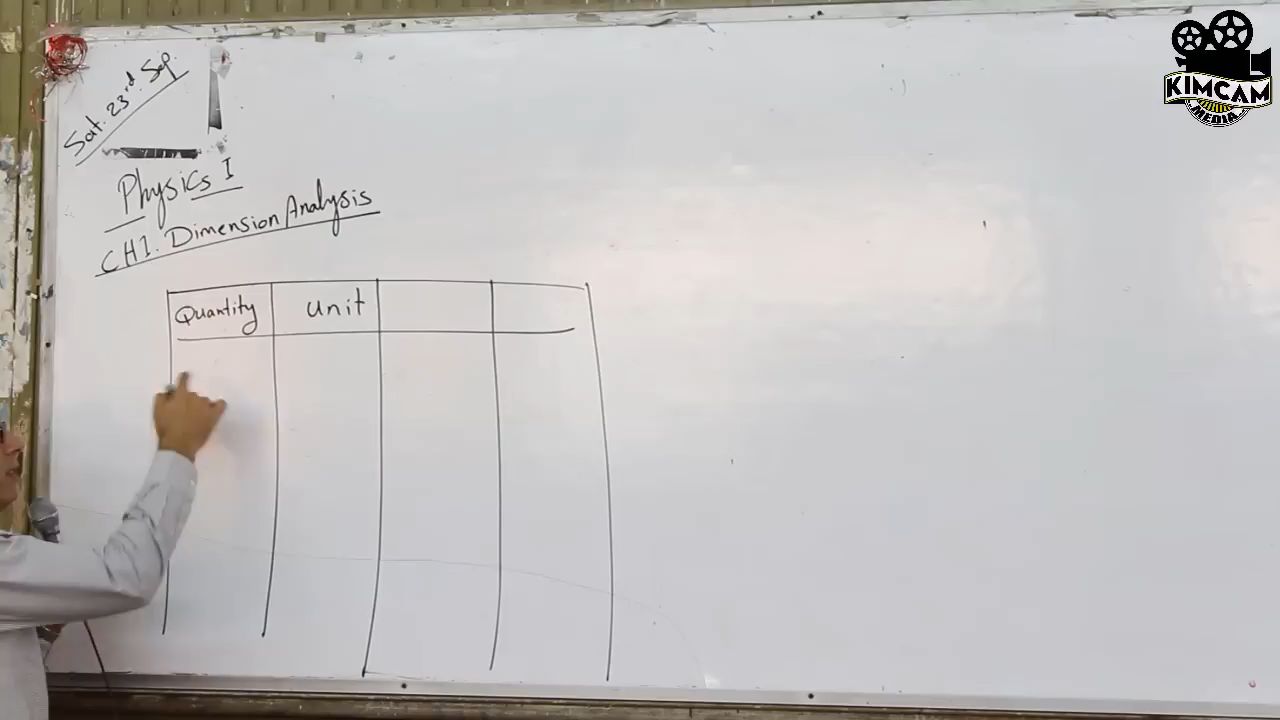 Sat. 23rd. Sep.
Physics I
CH1. Dimension Analysis
Quantity Unit
KIMCAM
MEDIA